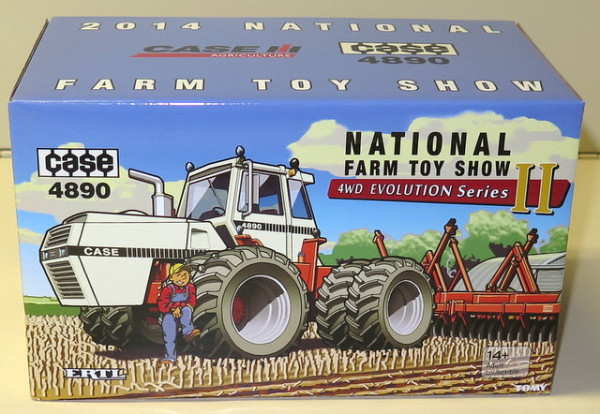 2014 NATIONAL
CASE IH
AGRICULTURE
case
4890
FARM TOY SHOW
case
4890
NATIONAL
FARM TOY SHOW
4WD EVOLUTION Series
II
4890
CASE
14+
ERTL
TOMY